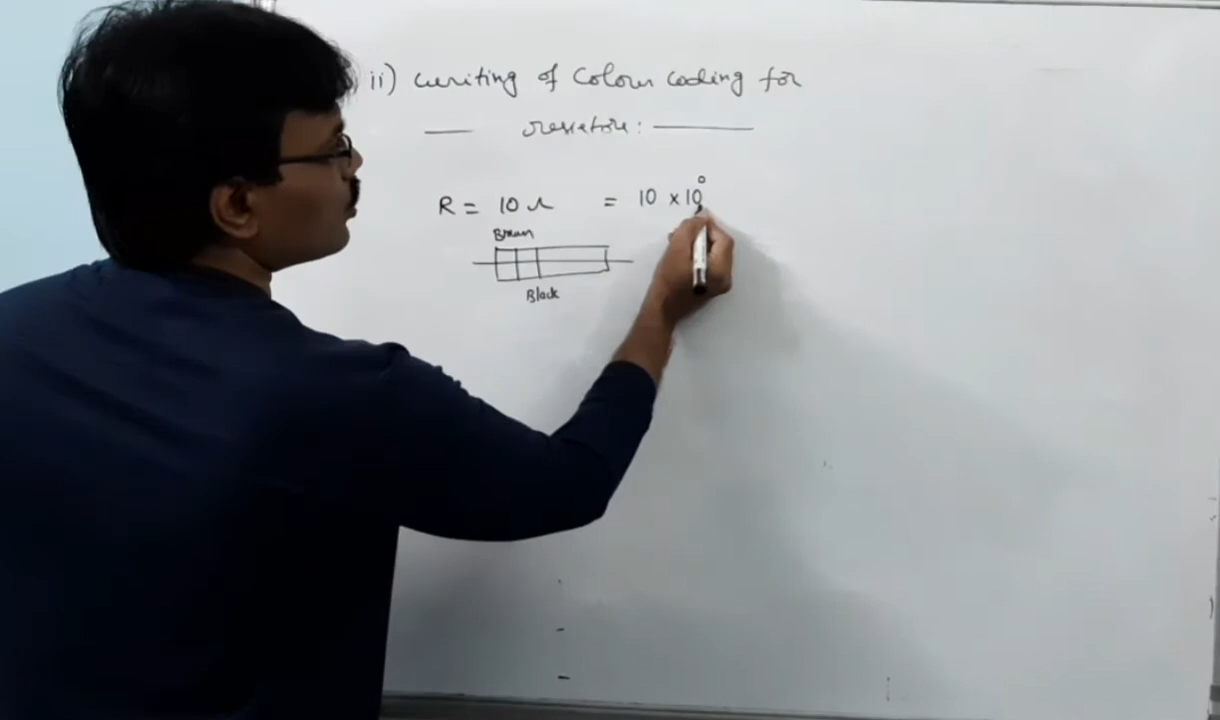 ii) writing of Colour Coding for
resistors:
R = 10 Ω = 10 × 10⁰
Brown
Black